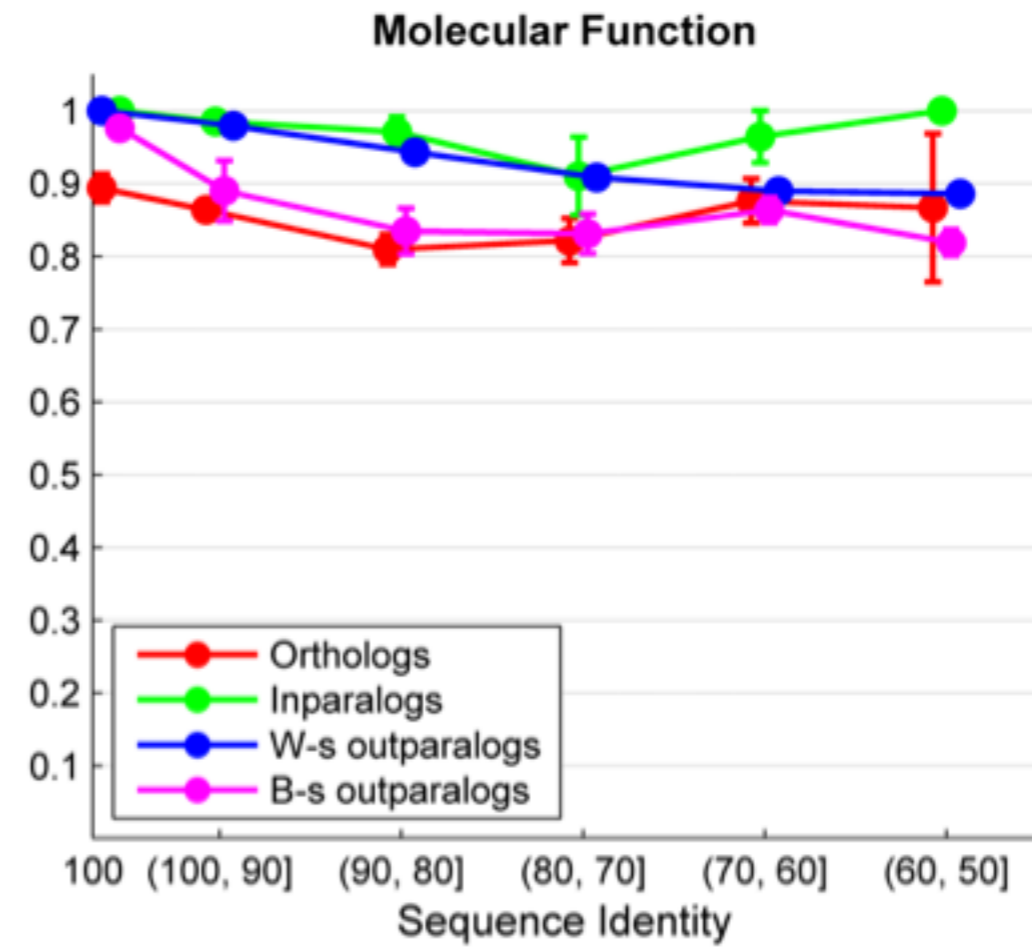 Molecular Function
1
0.9
0.8
0.7
0.6
0.5
0.4
0.3
0.2
0.1
Orthologs
Inparalogs
W-s outparalogs
B-s outparalogs
100 (100, 90] (90, 80] (80, 70] (70, 60] (60, 50]
Sequence Identity